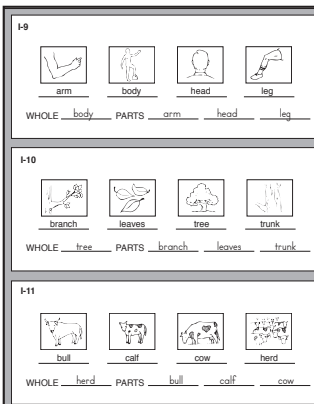 I-9
arm body head leg
WHOLE body PARTS arm head leg
I-10
branch leaves tree trunk
WHOLE tree PARTS branch leaves trunk
I-11
bull calf cow herd
WHOLE herd PARTS bull calf cow